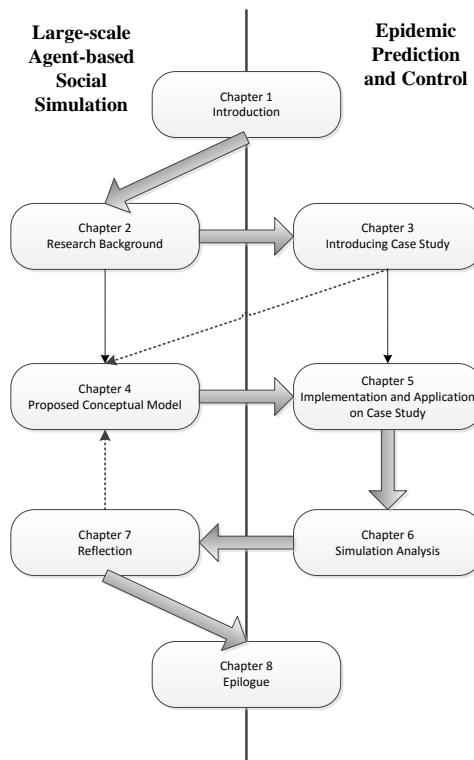 Large-scale
Agent-based
Social
Simulation
Epidemic
Prediction
and Control
Chapter 1
Introduction
Chapter 2
Research Background
Chapter 3
Introducing Case Study
Chapter 4
Proposed Conceptual Model
Chapter 5
Implementation and Application
on Case Study
Chapter 7
Reflection
Chapter 6
Simulation Analysis
Chapter 8
Epilogue